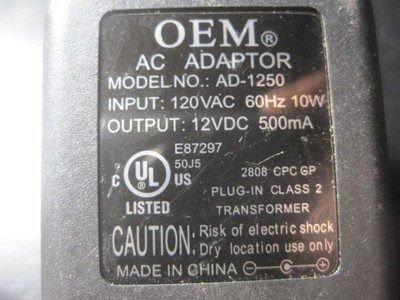 OEM®
AC ADAPTOR
MODEL NO.: AD-1250
INPUT: 120VAC 60Hz 10W
OUTPUT: 12VDC 500mA
E87297
50J5
C UL ® US
LISTED
2808 CPC GP
PLUG-IN CLASS 2
TRANSFORMER
CAUTION: Risk of electric shock
Dry location use only
MADE IN CHINA